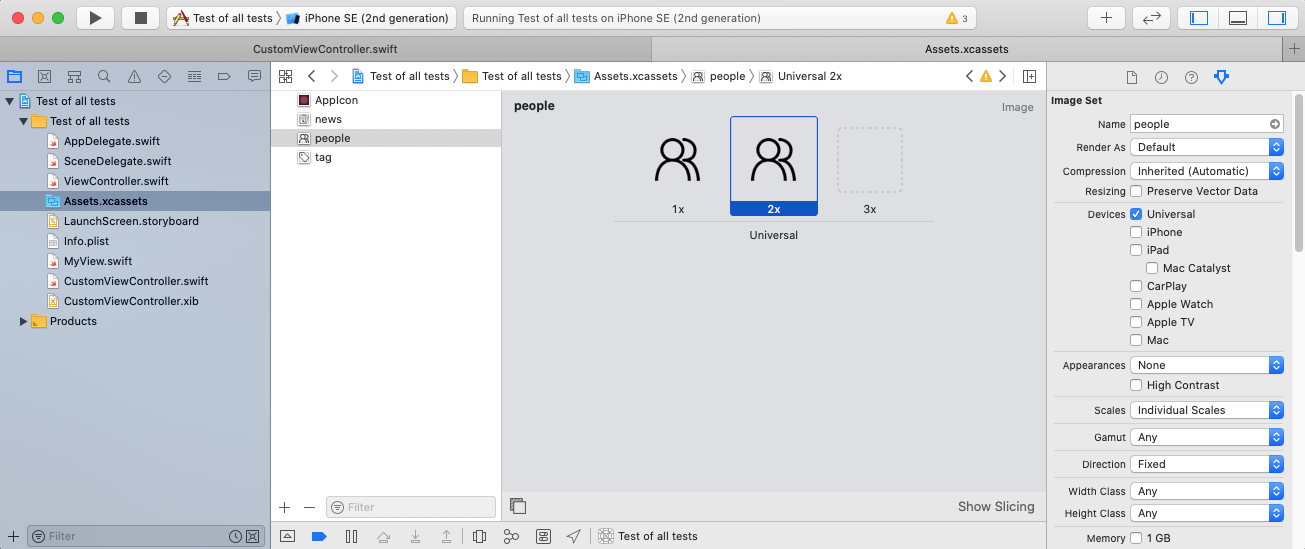 Test of all tests iPhone SE (2nd generation) Running Test of all tests on iPhone SE (2nd generation) 3
CustomViewController.swift Assets.xcassets
Test of all tests Test of all tests Assets.xcassets people Universal 2x
Test of all tests
Test of all tests
AppDelegate.swift
SceneDelegate.swift
ViewController.swift
Assets.xcassets
LaunchScreen.storyboard
Info.plist
MyView.swift
CustomViewController.swift
CustomViewController.xib
Products
Filter
AppIcon
news
people
tag
Filter
people Image
1x 2x 3x
Universal
Show Slicing
Test of all tests
Image Set
Name people
Render As Default
Compression Inherited (Automatic)
Resizing Preserve Vector Data
Devices Universal
iPhone
iPad
Mac Catalyst
CarPlay
Apple Watch
Apple TV
Mac
Appearances None
High Contrast
Scales Individual Scales
Gamut Any
Direction Fixed
Width Class Any
Height Class Any
Memory 1 GB